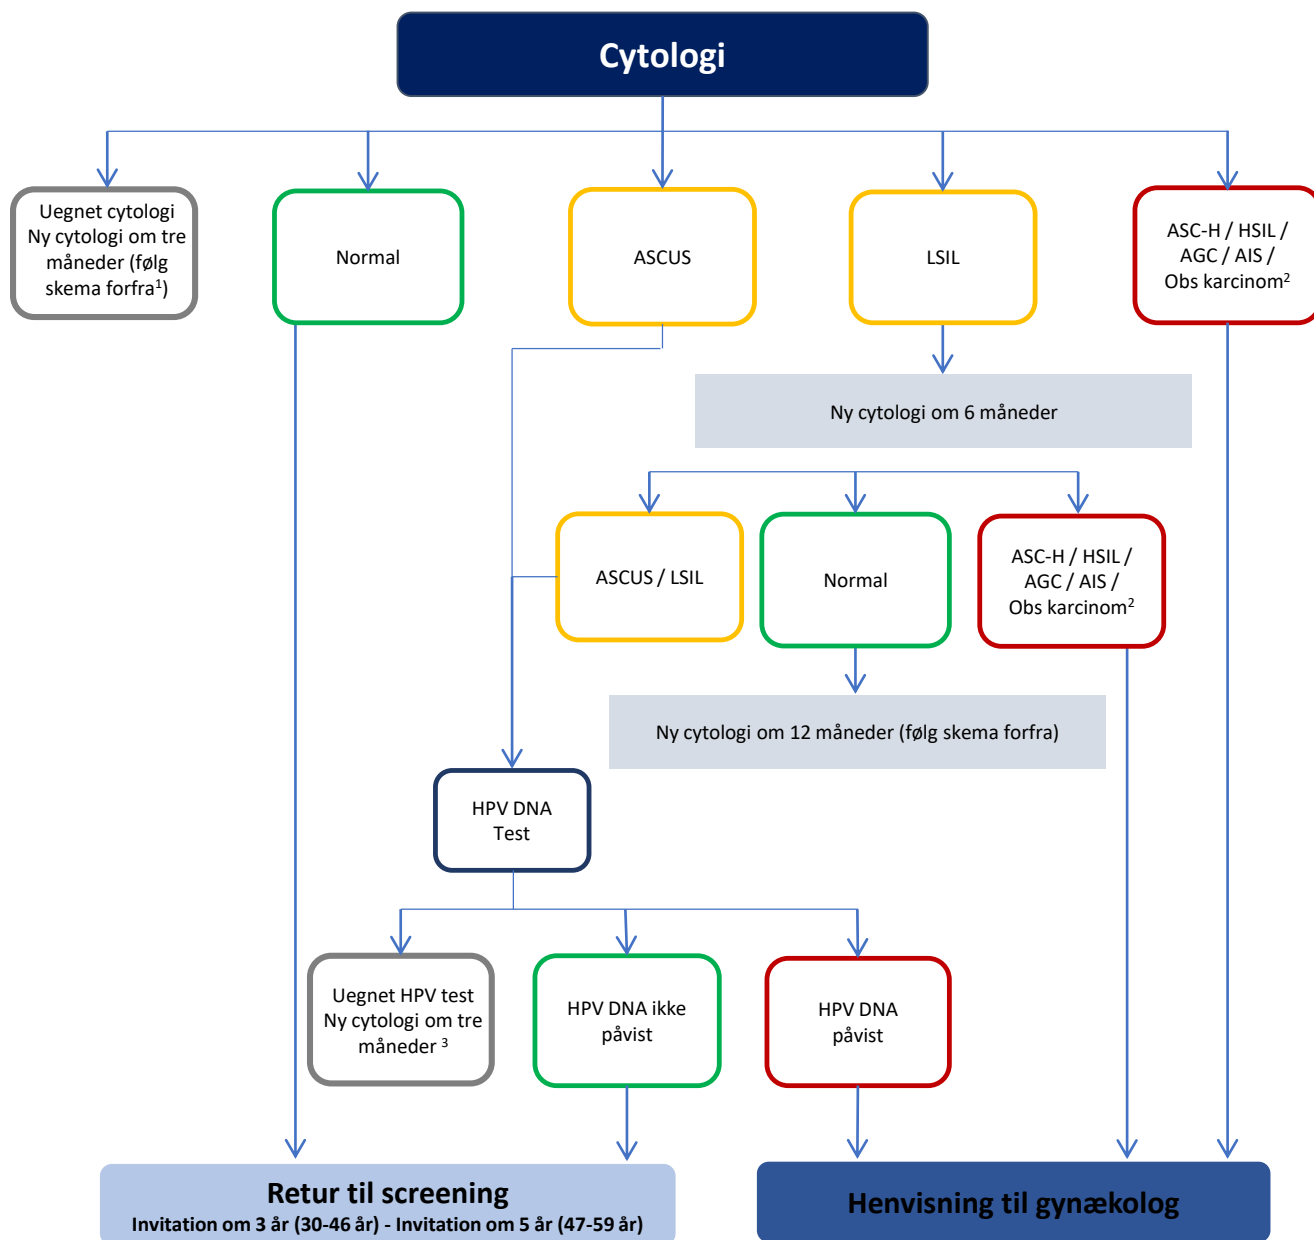 Cytologi
Uegnet cytologi
Ny cytologi om tre
måneder (følg
skema forfra¹)
Normal
ASCUS
LSIL
ASC-H / HSIL /
AGC / AIS /
Obs karcinom²
Ny cytologi om 6 måneder
ASCUS / LSIL
Normal
ASC-H / HSIL /
AGC / AIS /
Obs karcinom²
Ny cytologi om 12 måneder (følg skema forfra)
HPV DNA
Test
Uegnet HPV test
Ny cytologi om tre
måneder ³
HPV DNA ikke
påvist
HPV DNA
påvist
Retur til screening
Invitation om 3 år (30-46 år) - Invitation om 5 år (47-59 år)
Henvisning til gynækolog